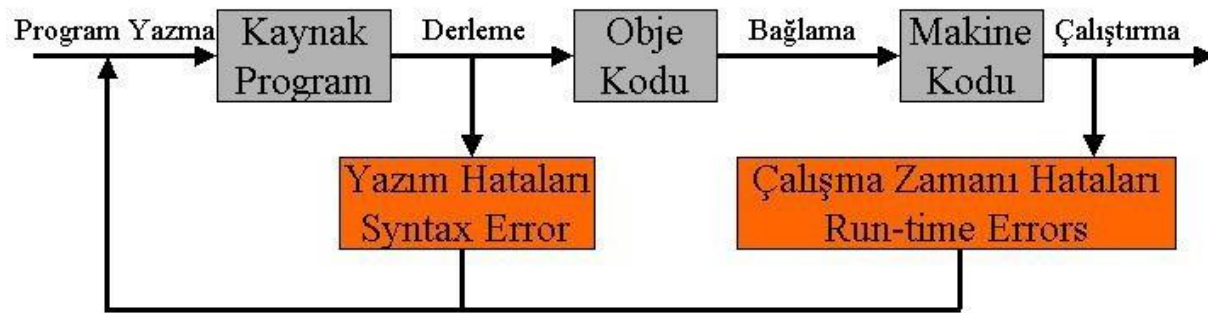 Program Yazma
Kaynak
Program
Derleme
Obje
Kodu
Bağlama
Makine
Kodu
Çalıştırma
Yazım Hataları
Syntax Error
Çalışma Zamanı Hataları
Run-time Errors